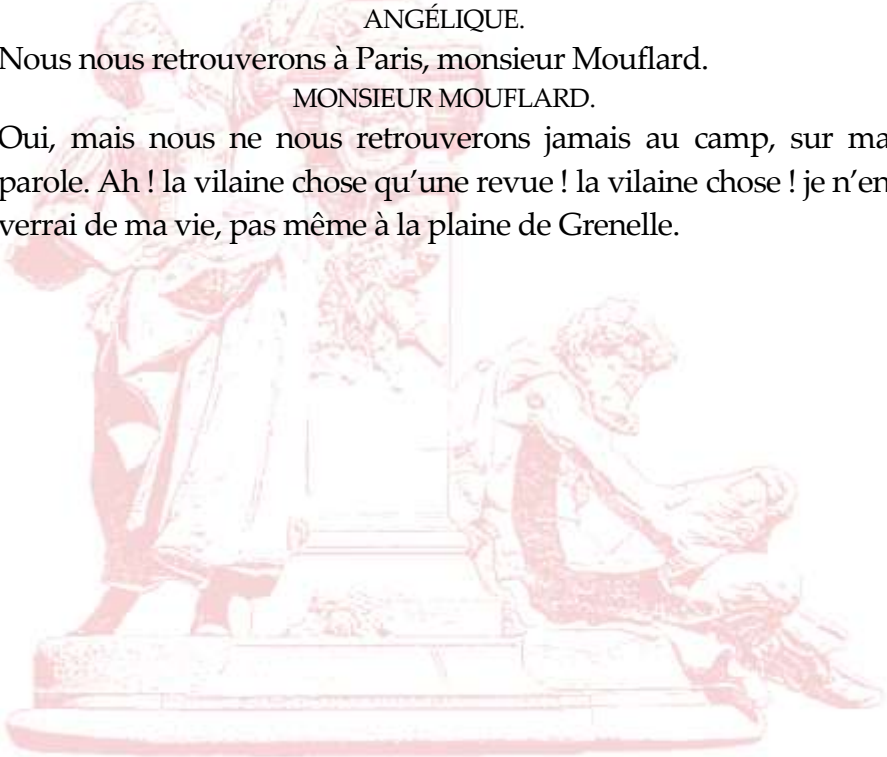 ANGÉLIQUE.
Nous nous retrouverons à Paris, monsieur Mouflard.
MONSIEUR MOUFLARD.
Oui, mais nous ne nous retrouverons jamais au camp, sur ma
parole. Ah ! la vilaine chose qu’une revue ! la vilaine chose ! je n’en
verrai de ma vie, pas même à la plaine de Grenelle.